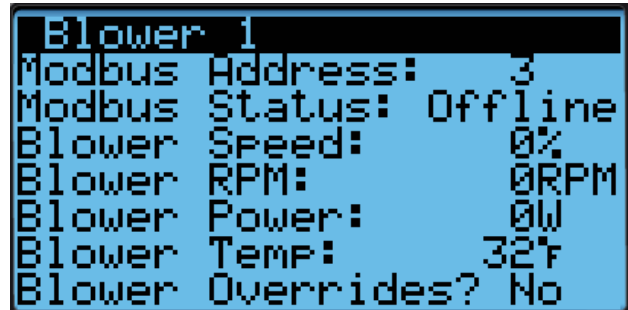 Blower 1
Modbus Address: 3
Modbus Status: Offline
Blower Speed: 0%
Blower RPM: 0RPM
Blower Power: 0W
Blower Temp: 32°F
Blower Overrides? No